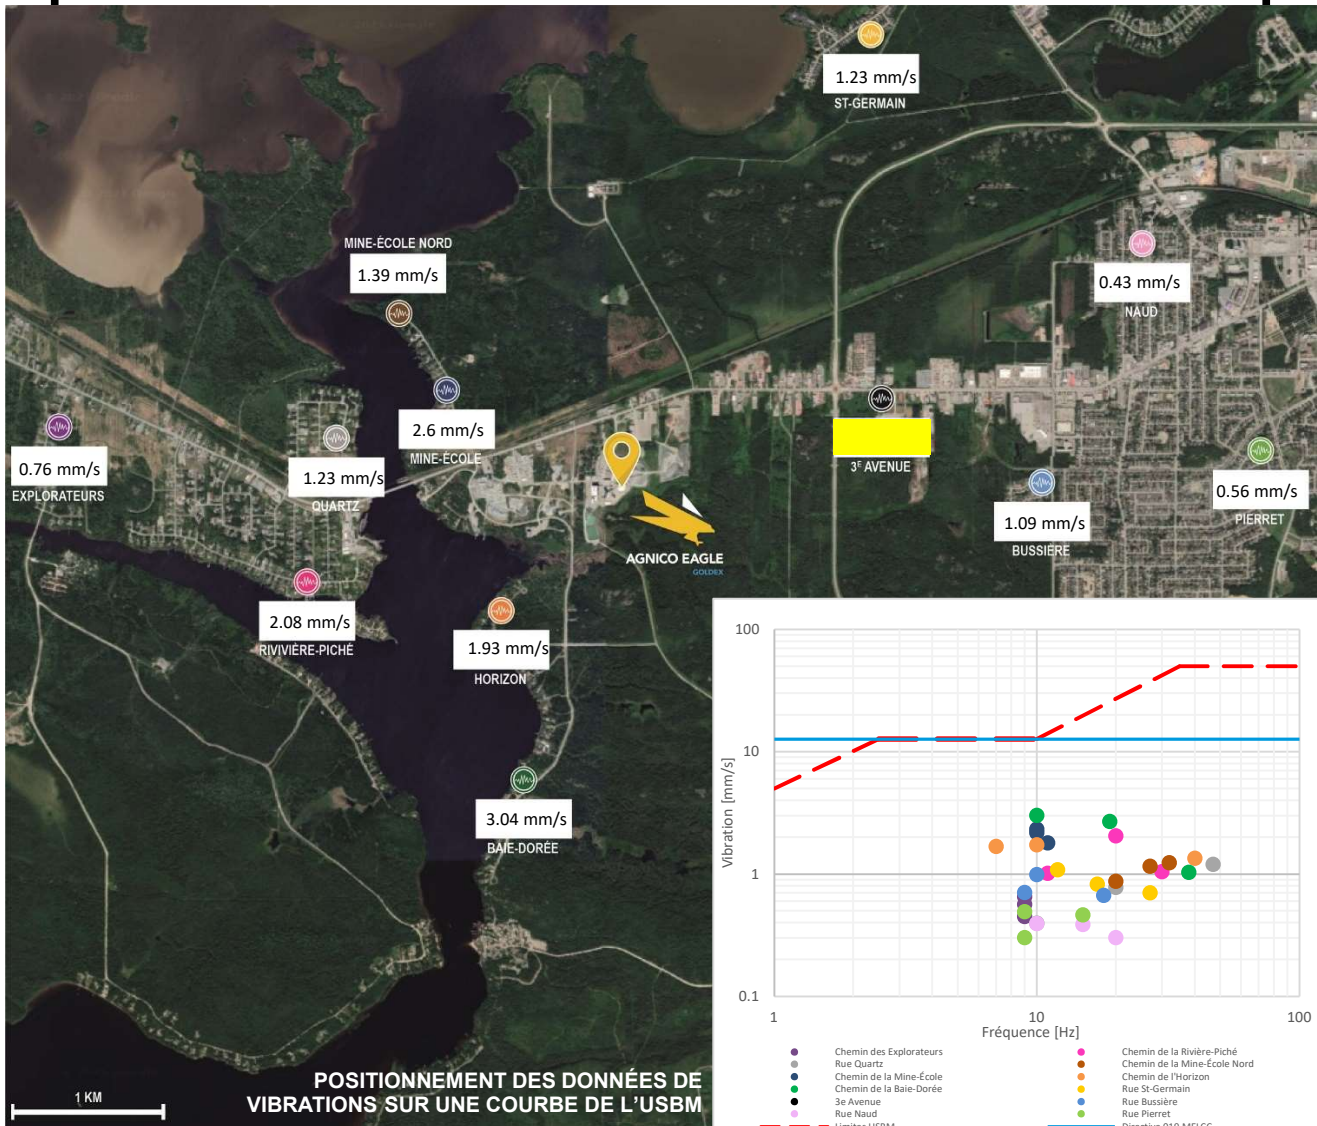 1.23 mm/s
ST-GERMAIN
MINE-ÉCOLE NORD
1.39 mm/s
0.43 mm/s
NAUD
2.6 mm/s
MINE-ÉCOLE
0.76 mm/s
EXPLORATEURS
1.23 mm/s
QUARTZ
3E AVENUE
0.56 mm/s
PIERRET
1.09 mm/s
BUSSIÈRE
AGNICO EAGLE
GOLDEX
2.08 mm/s
RIVIVIÈRE-PICHÉ
1.93 mm/s
HORIZON
3.04 mm/s
BAIE-DORÉE
100
10
1
0.1
Vibration [mm/s]
1
10
100
Fréquence [Hz]
Chemin des Explorateurs
Chemin de la Rivière-Piché
Rue Quartz
Chemin de la Mine-École Nord
Chemin de la Mine-École
Chemin de l'Horizon
Chemin de la Baie-Dorée
Rue St-Germain
3e Avenue
Rue Bussière
Rue Naud
Rue Pierret
Limites USBM
Directive 019 MELCC
POSITIONNEMENT DES DONNÉES DE
VIBRATIONS SUR UNE COURBE DE L'USBM
1 KM